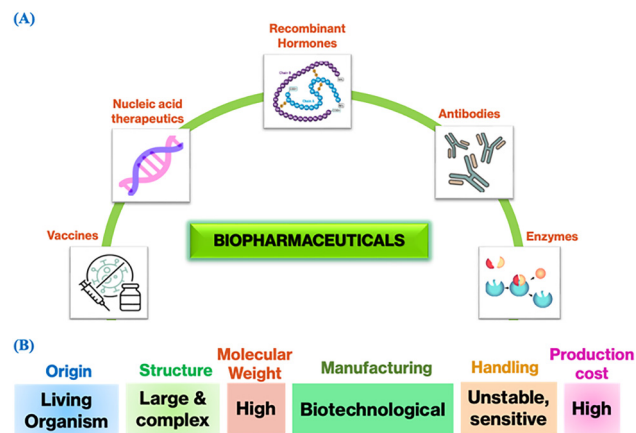 (A)
Recombinant
Hormones
Nucleic acid
therapeutics
Antibodies
Vaccines
BIOPHARMACEUTICALS
Enzymes
(B)
Origin
Structure
Molecular
Weight
Manufacturing
Handling
Production
cost
Living
Organism
Large &
complex
High
Biotechnological
Unstable,
sensitive
High